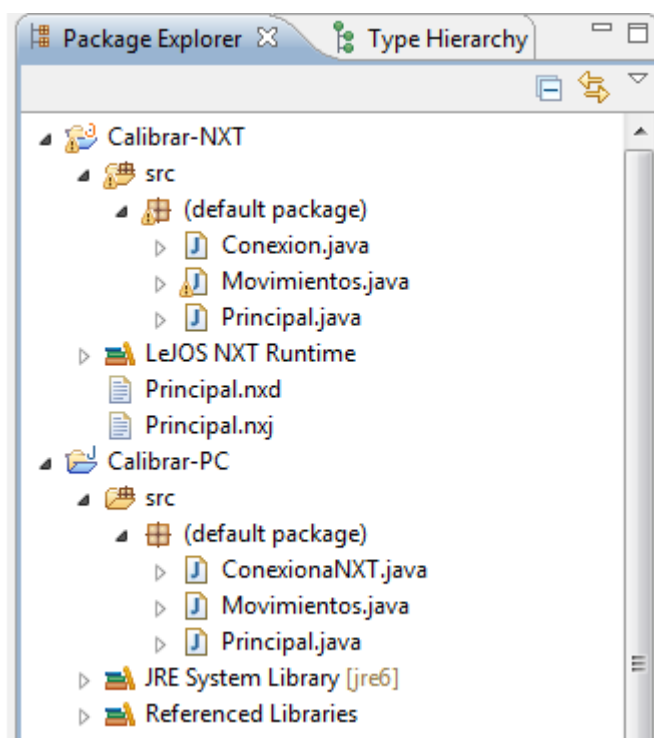 Package Explorer Type Hierarchy
Calibrar-NXT
src
(default package)
Conexion.java
Movimientos.java
Principal.java
LeJOS NXT Runtime
Principal.nxd
Principal.nxj
Calibrar-PC
src
(default package)
ConexionaNXT.java
Movimientos.java
Principal.java
JRE System Library [jre6]
Referenced Libraries